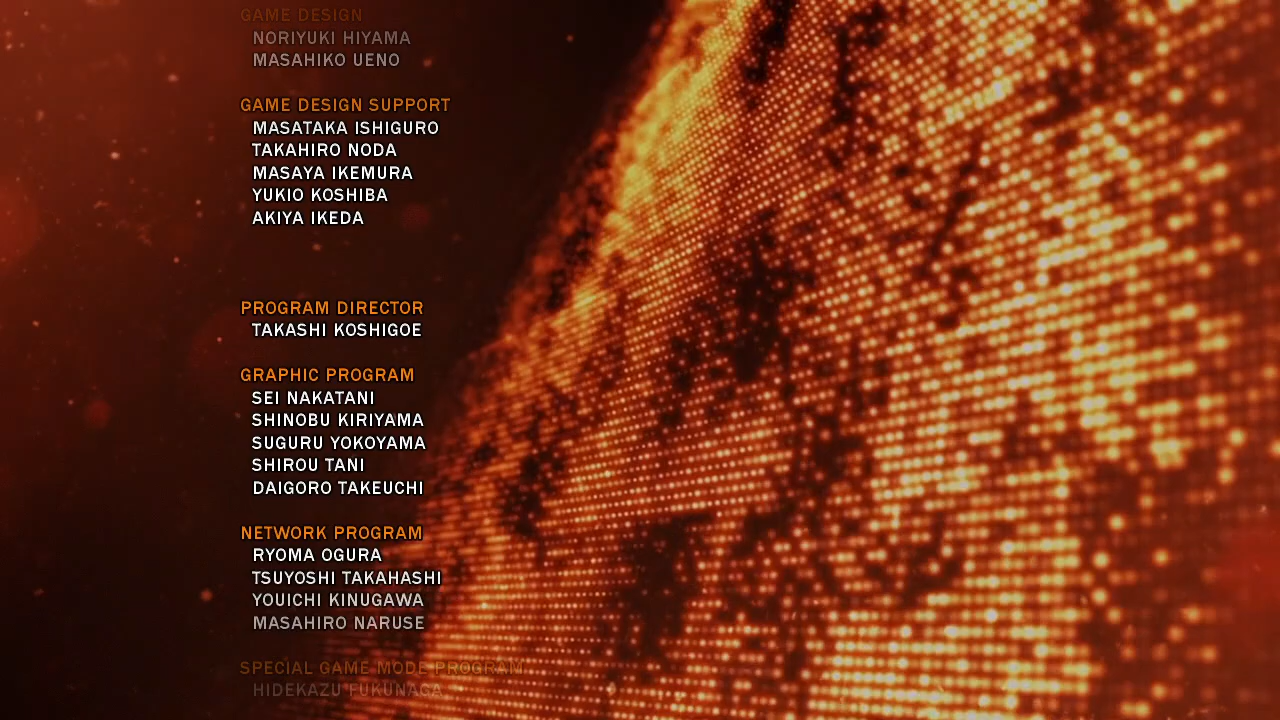 GAME DESIGN
NORIYUKI HIYAMA
MASAHIKO UENO
GAME DESIGN SUPPORT
MASATAKA ISHIGURO
TAKAHIRO NODA
MASAYA IKEMURA
YUKIO KOSHIBA
AKIYA IKEDA
PROGRAM DIRECTOR
TAKASHI KOSHIGOE
GRAPHIC PROGRAM
SEI NAKATANI
SHINOBU KIRIYAMA
SUGURU YOKOYAMA
SHIROU TANI
DAIGORO TAKEUCHI
NETWORK PROGRAM
RYOMA OGURA
TSUYOSHI TAKAHASHI
YOUICHI KINUGAWA
MASAHIRO NARUSE
SPECIAL GAME MODE PROGRAM
HIDEKAZU FUKUNAGA